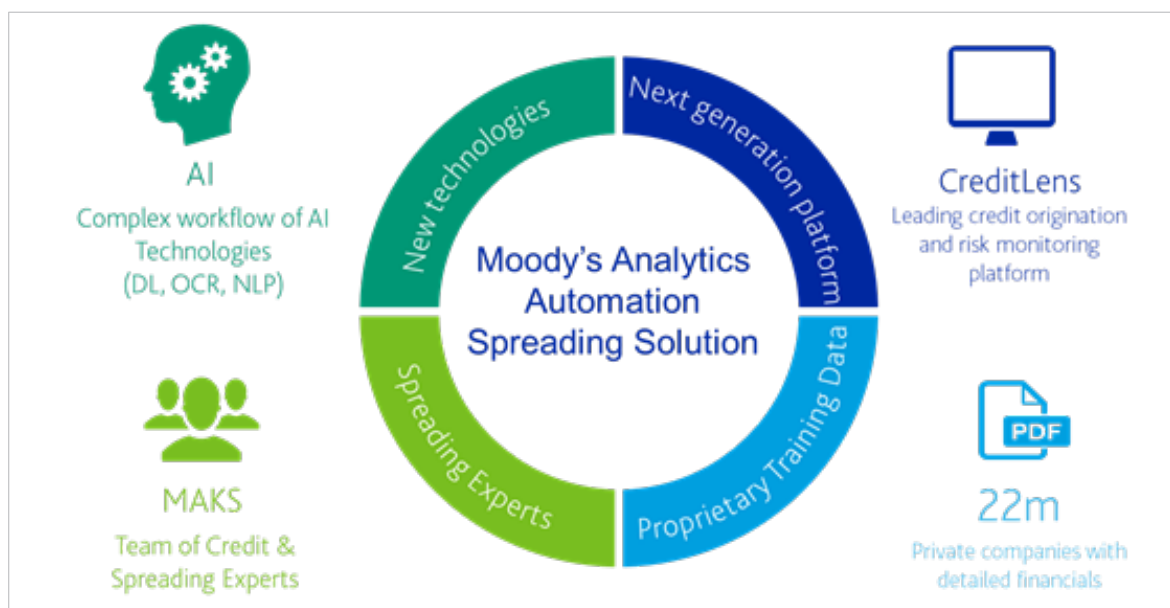 AI
Complex workflow of AI
Technologies
(DL, OCR, NLP)
New technologies
Next generation platform
CreditLens
Leading credit origination
and risk monitoring
platform
Moody's Analytics
Automation
Spreading Solution
MAKS
Team of Credit &
Spreading Experts
Spreading Experts
Proprietary Training Data
PDF
22m
Private companies with
detailed financials